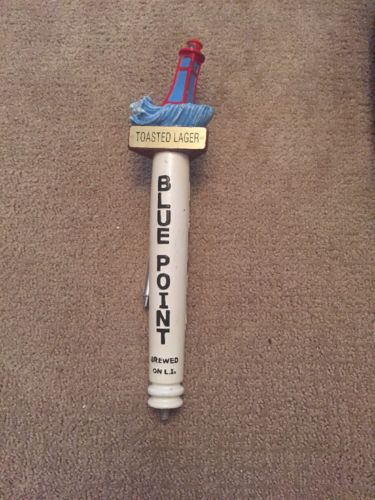 TOASTED LAGER
BLUE POINT
BREWED
ON L.I.